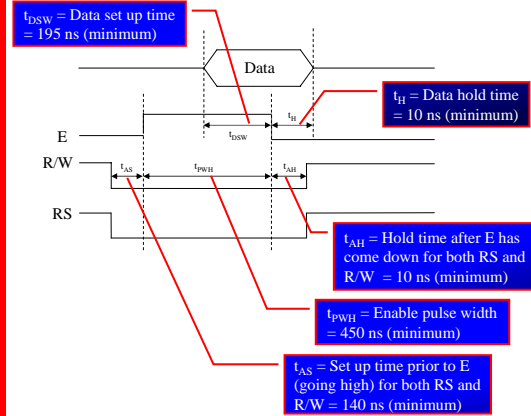 tDSW = Data set up time
= 195 ns (minimum)
Data
tH = Data hold time
= 10 ns (minimum)
tH
tDSW
E
R/W
tAS
tPWH
tAH
RS
tAH = Hold time after E has
come down for both RS and
R/W = 10 ns (minimum)
tPWH = Enable pulse width
= 450 ns (minimum)
tAS = Set up time prior to E
(going high) for both RS and
R/W = 140 ns (minimum)